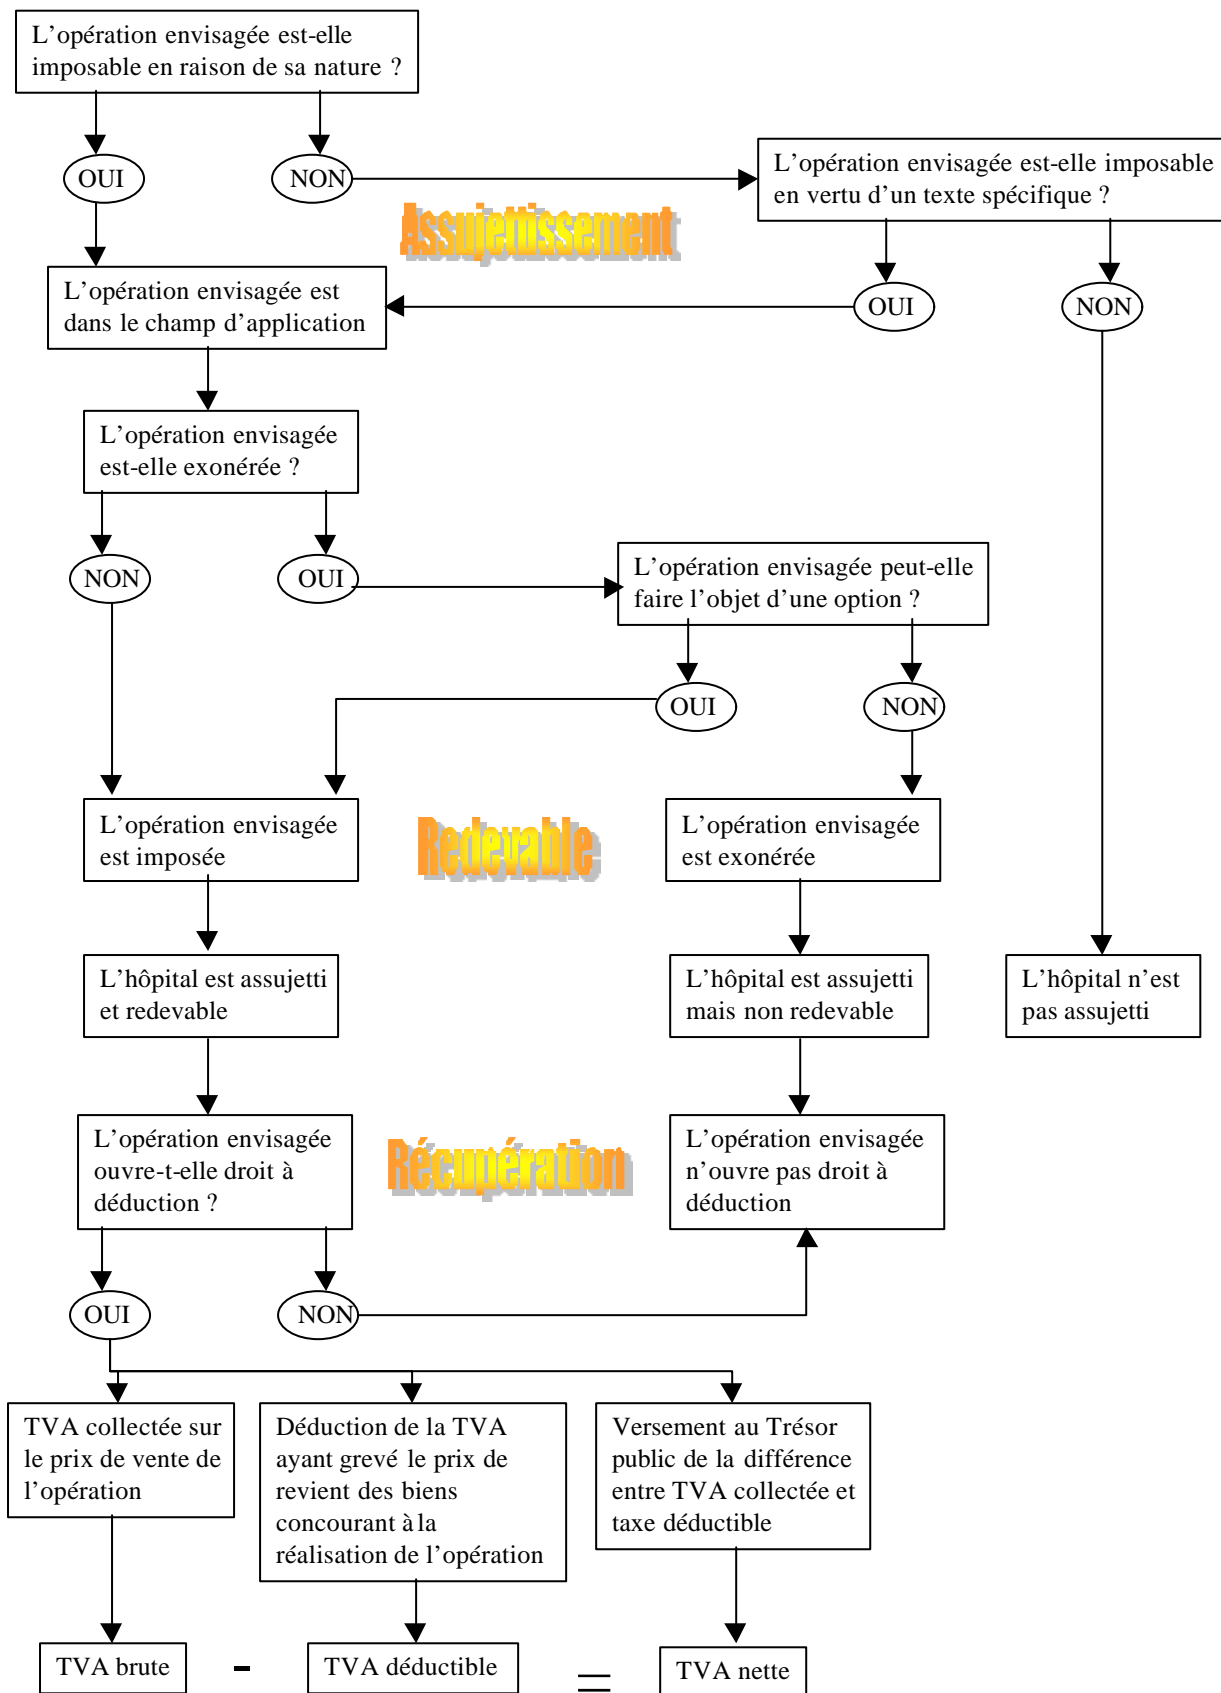 L'opération envisagée est-elle
imposable en raison de sa nature ?
OUI
NON
L'opération envisagée est-elle imposable
en vertu d'un texte spécifique ?
Assujettissement
OUI
NON
L'opération envisagée est
dans le champ d'application
L'opération envisagée
est-elle exonérée ?
NON
OUI
L'opération envisagée peut-elle
faire l'objet d'une option ?
OUI
NON
L'opération envisagée
est imposée
Redevable
L'opération envisagée
est exonérée
L'hôpital est assujetti
et redevable
L'hôpital est assujetti
mais non redevable
L'hôpital n'est
pas assujetti
L'opération envisagée
ouvre-t-elle droit à
déduction ?
Récupération
L'opération envisagée
n'ouvre pas droit à
déduction
OUI
NON
TVA collectée sur
le prix de vente de
l'opération
Déduction de la TVA
ayant grevé le prix de
revient des biens
concourant à la
réalisation de l'opération
Versement au Trésor
public de la différence
entre TVA collectée et
taxe déductible
TVA brute - TVA déductible = TVA nette